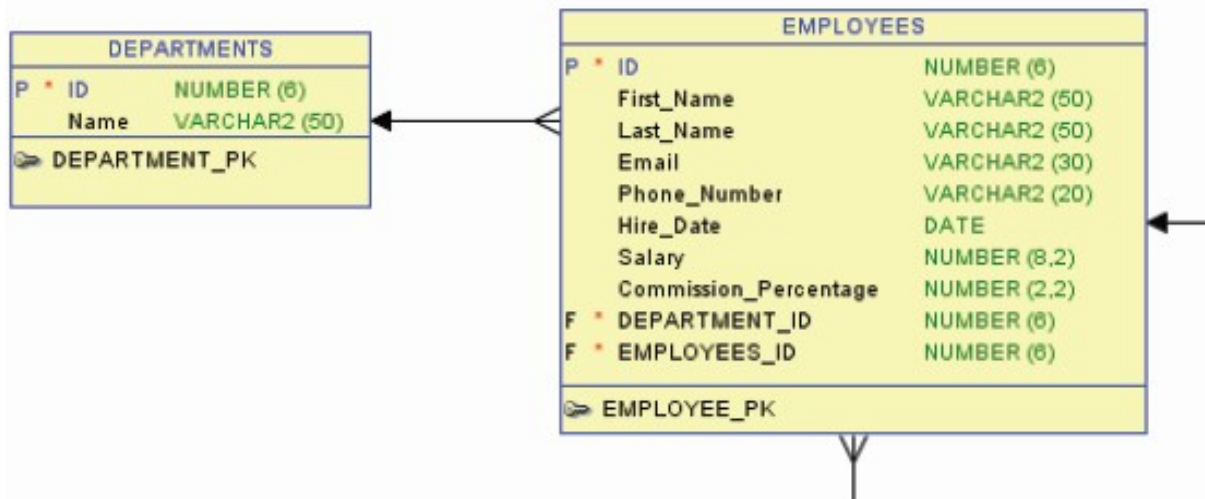 DEPARTMENTS
P * ID NUMBER (6)
Name VARCHAR2 (50)
DEPARTMENT_PK
EMPLOYEES
P * ID NUMBER (6)
First_Name VARCHAR2 (50)
Last_Name VARCHAR2 (50)
Email VARCHAR2 (30)
Phone_Number VARCHAR2 (20)
Hire_Date DATE
Salary NUMBER (8,2)
Commission_Percentage NUMBER (2,2)
F * DEPARTMENT_ID NUMBER (6)
F * EMPLOYEES_ID NUMBER (6)
EMPLOYEE_PK